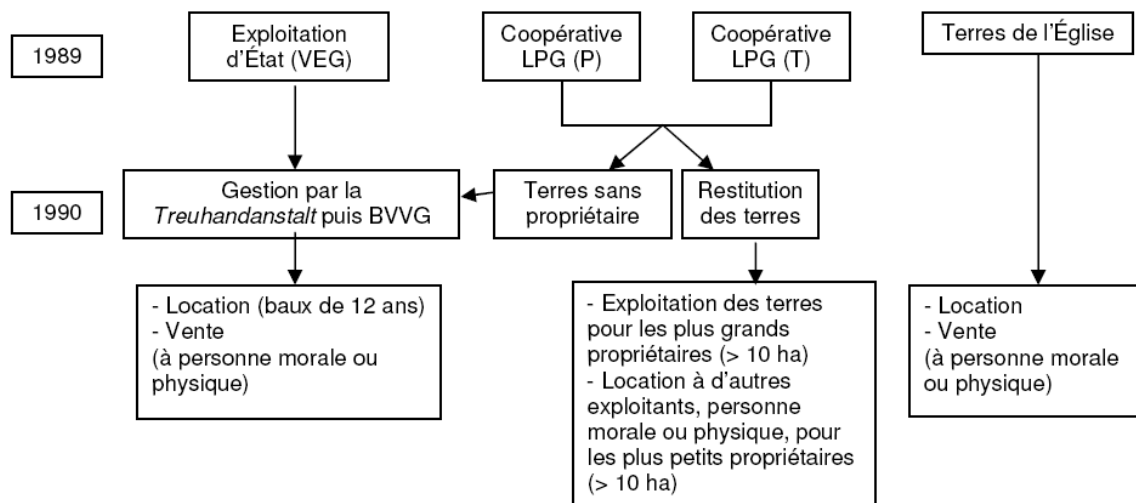 1989
Exploitation
d'État (VEG)
Coopérative
LPG (P)
Coopérative
LPG (T)
Terres de l'Église
1990
Gestion par la
Treuhandanstalt puis BVVG
Terres sans
propriétaire
Restitution
des terres
- Location (baux de 12 ans)
- Vente
(à personne morale ou
physique)
- Exploitation des terres
pour les plus grands
propriétaires (> 10 ha)
- Location à d'autres
exploitants, personne
morale ou physique, pour
les plus petits propriétaires
(> 10 ha)
- Location
- Vente
(à personne morale
ou physique)